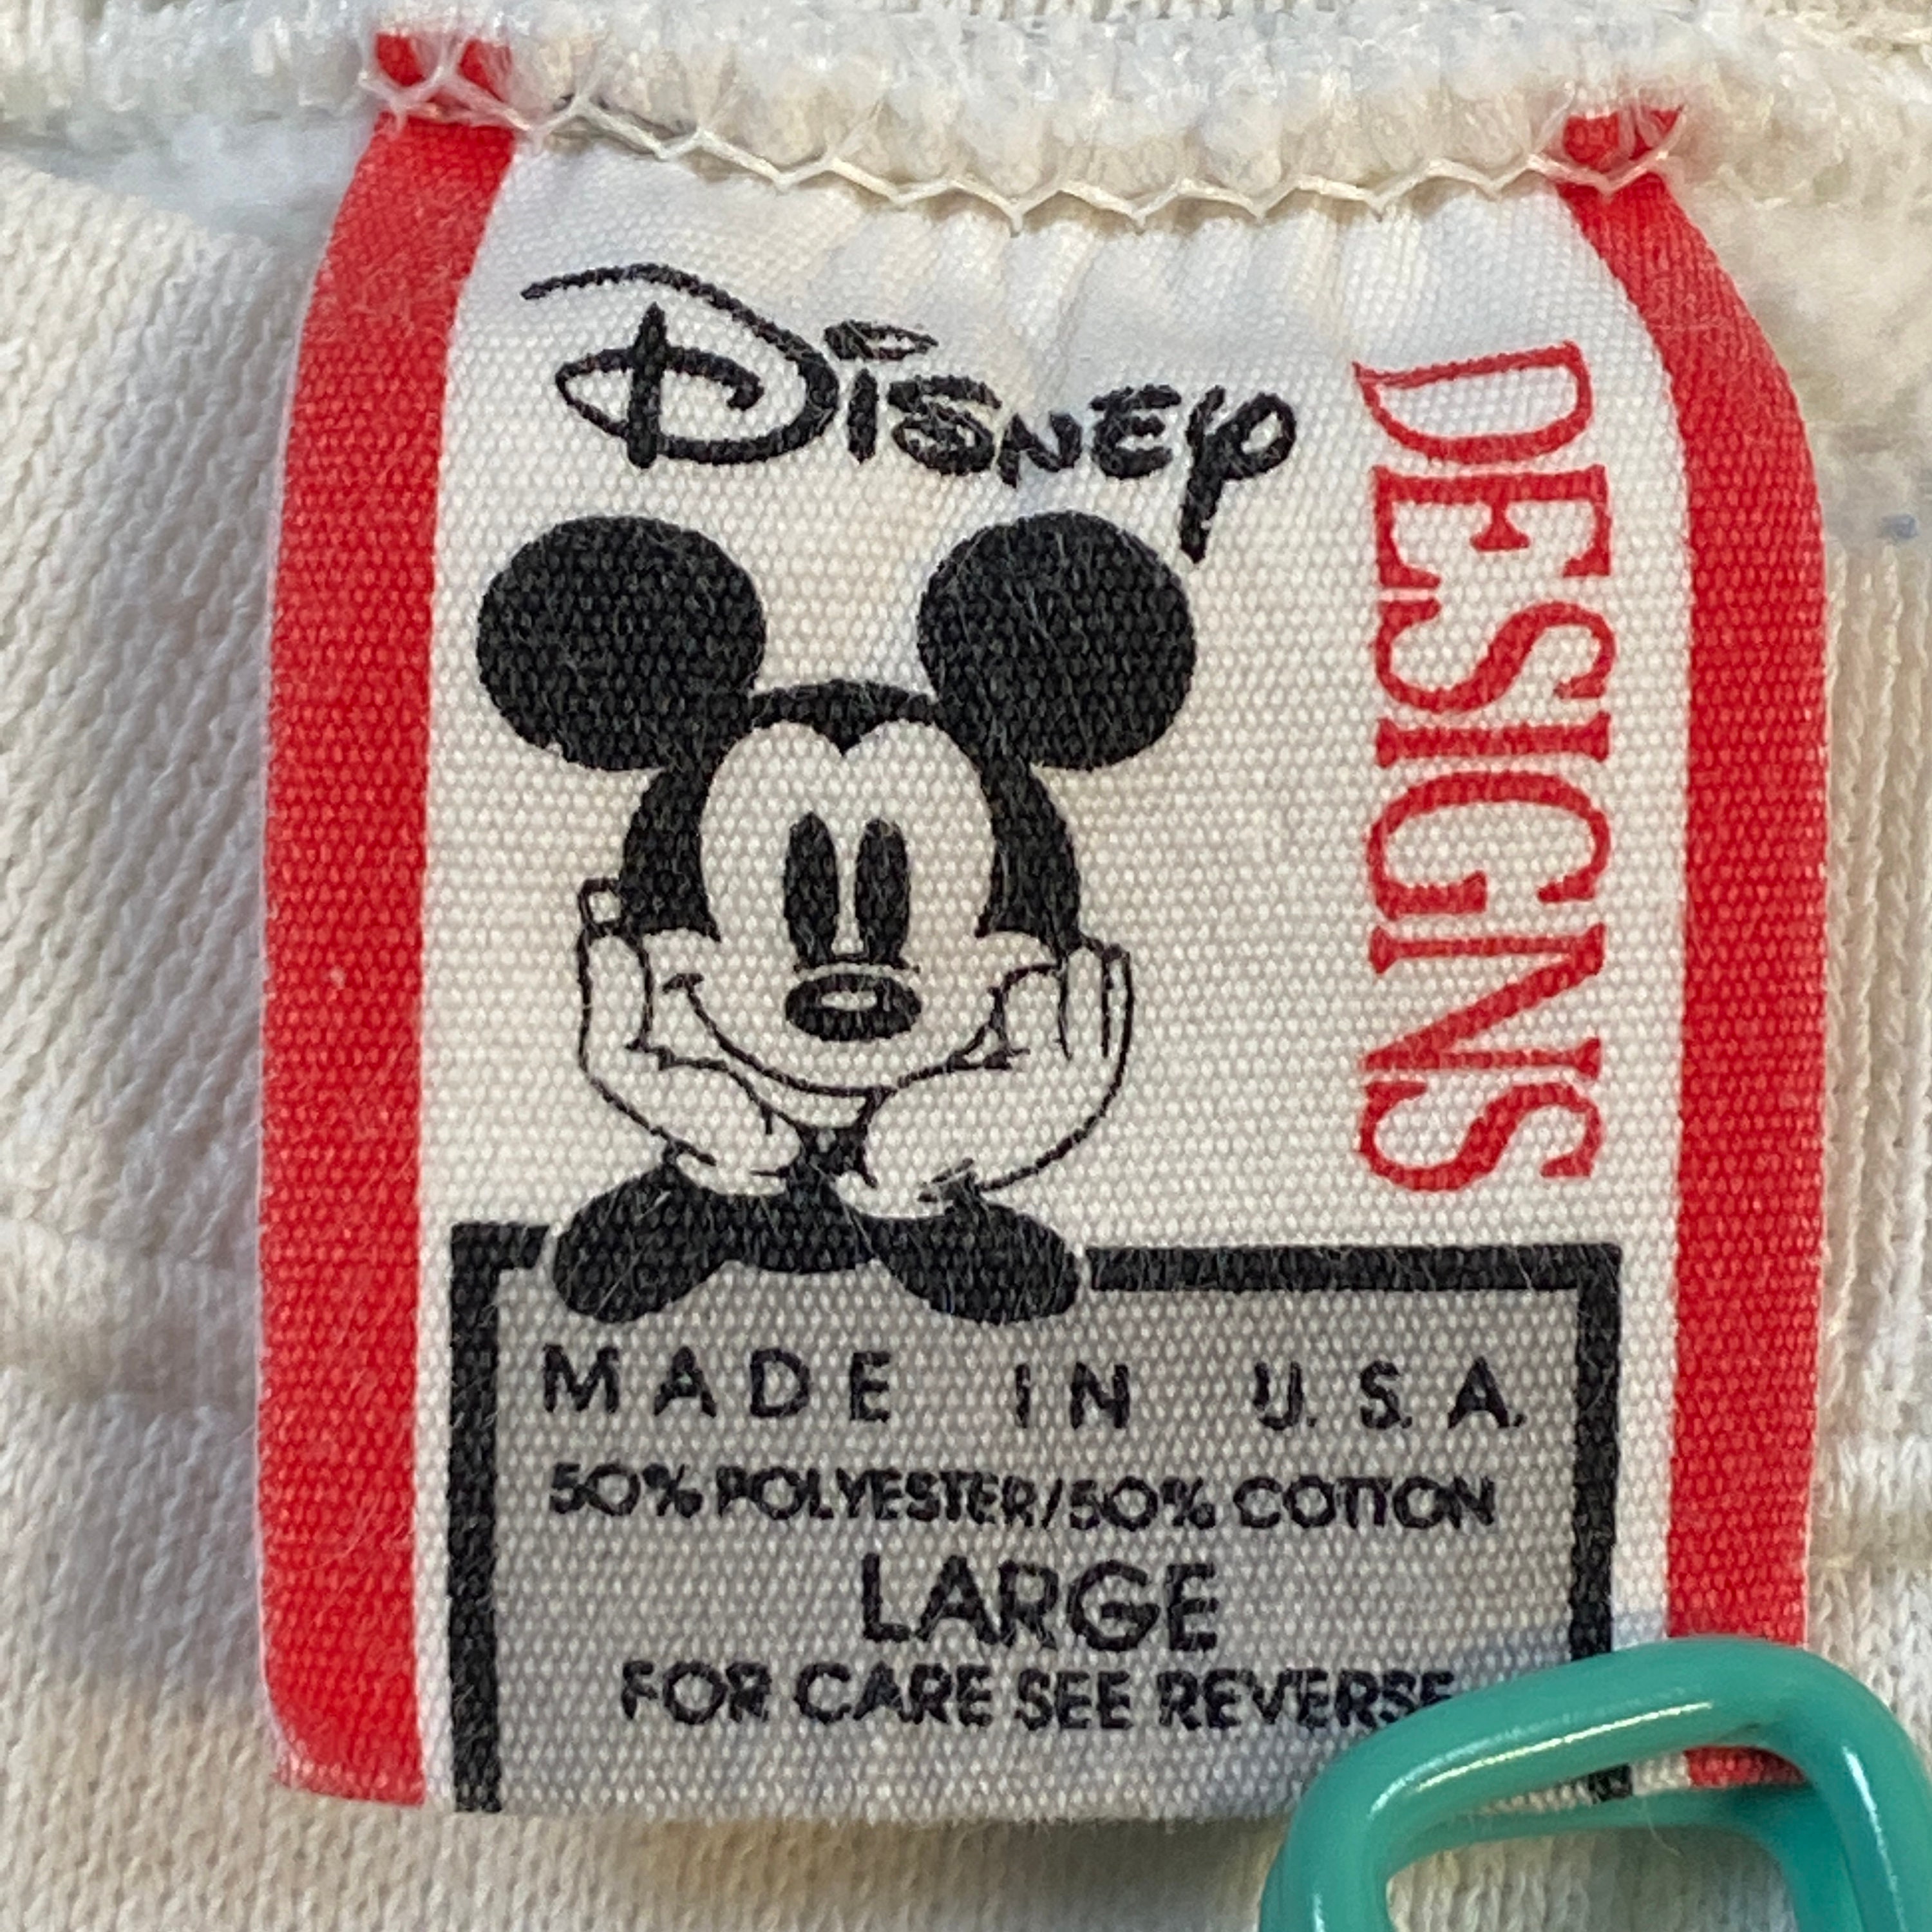 Disney
DESIGNS
MADE IN U.S.A.
50% POLYESTER/50% COTTON
LARGE
FOR CARE SEE REVERSE